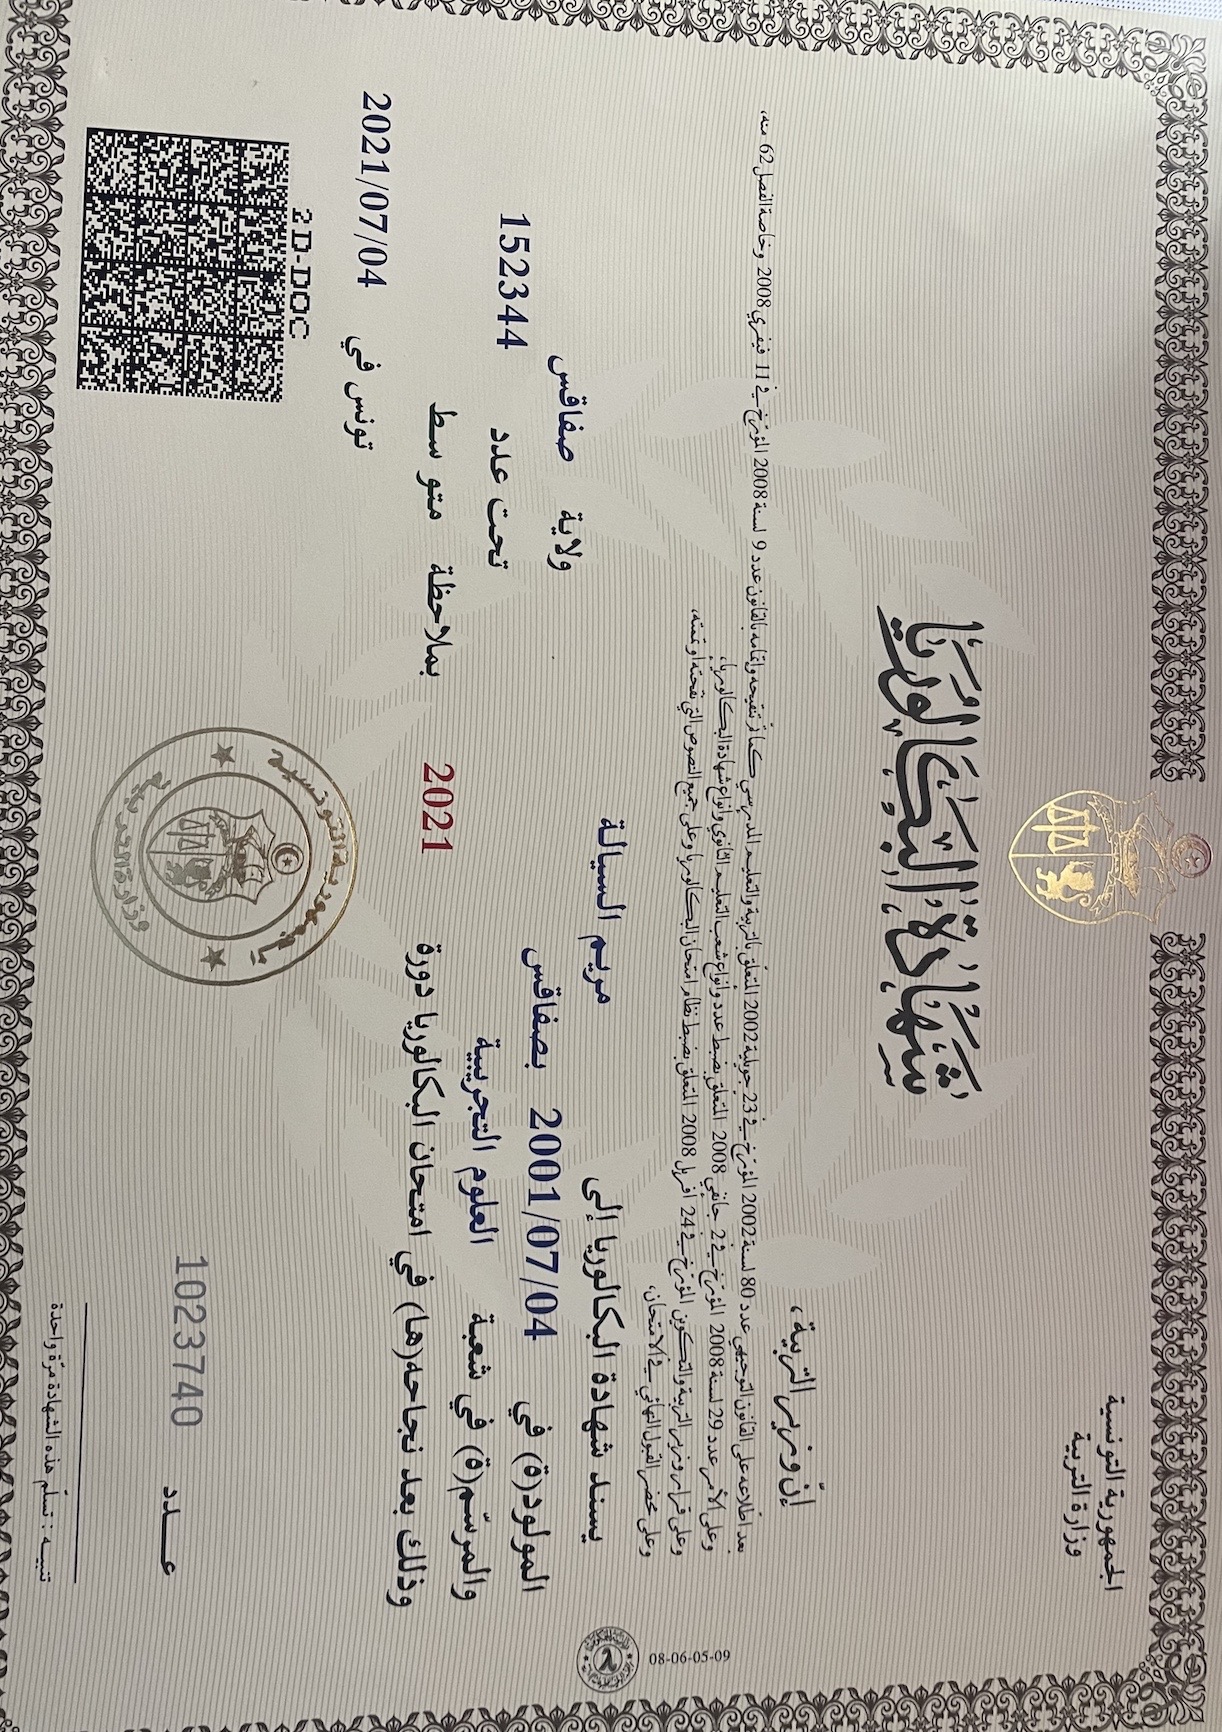 الجمهورية التونسية
وزارة التربية
شهادة البكالوريا
إنّ وزير التربية،
بعد اطلاعه على القانون التوجيهي عدد 80 لسنة 2002 المؤرخ في 23 جويلية 2002 المتعلق بالتربية والتعليم المدرسي كما تم تنقيحه وإتمامه بالقانون عدد 9 لسنة 2008 المؤرخ في 11 فيفري 2008 وخاصة الفصل 62 منه،
وعلى الأمر عدد 29 لسنة 2008 المؤرخ في 2 جانفي 2008 المتعلق بضبط عدد وأنواع شعب التعليم الثانوي وأنواع شهادة البكالوريا،
وعلى قرار وزير التربية والتكوين المؤرخ في 24 أفريل 2008 المتعلق بضبط نظام امتحان البكالوريا وعلى جميع النصوص التي نقحته أو تممته،
وعلى محضر القبول النهائي في الامتحان،
يسند شهادة البكالوريا إلى مريم السيالة
المولود(ة) في 2001/07/04 بصفاقس ولاية صفاقس
والمرسّم(ة) في شعبة العلوم التجريبية تحت عدد 152344
وذلك بعد نجاحه(ها) في امتحان البكالوريا دورة 2021 بملاحظة متوسط
تونس في 2021/07/04
2D-DOC
الجمهورية التونسية
وزارة التربية
عـــدد 1023740
تنبيـه : تسلّم هذه الشهادة مرّة واحدة
08-06-05-09